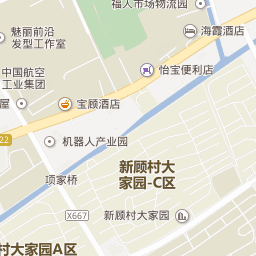 福人市场物流园
魅丽前沿
发型工作室
海霞酒店
怡宝便利店
中国航空
工业集团
屋
宝顾酒店
22
机器人产业园
新顾村大
家园-C区
项家桥
X667
新顾村大家园
村大家园A区